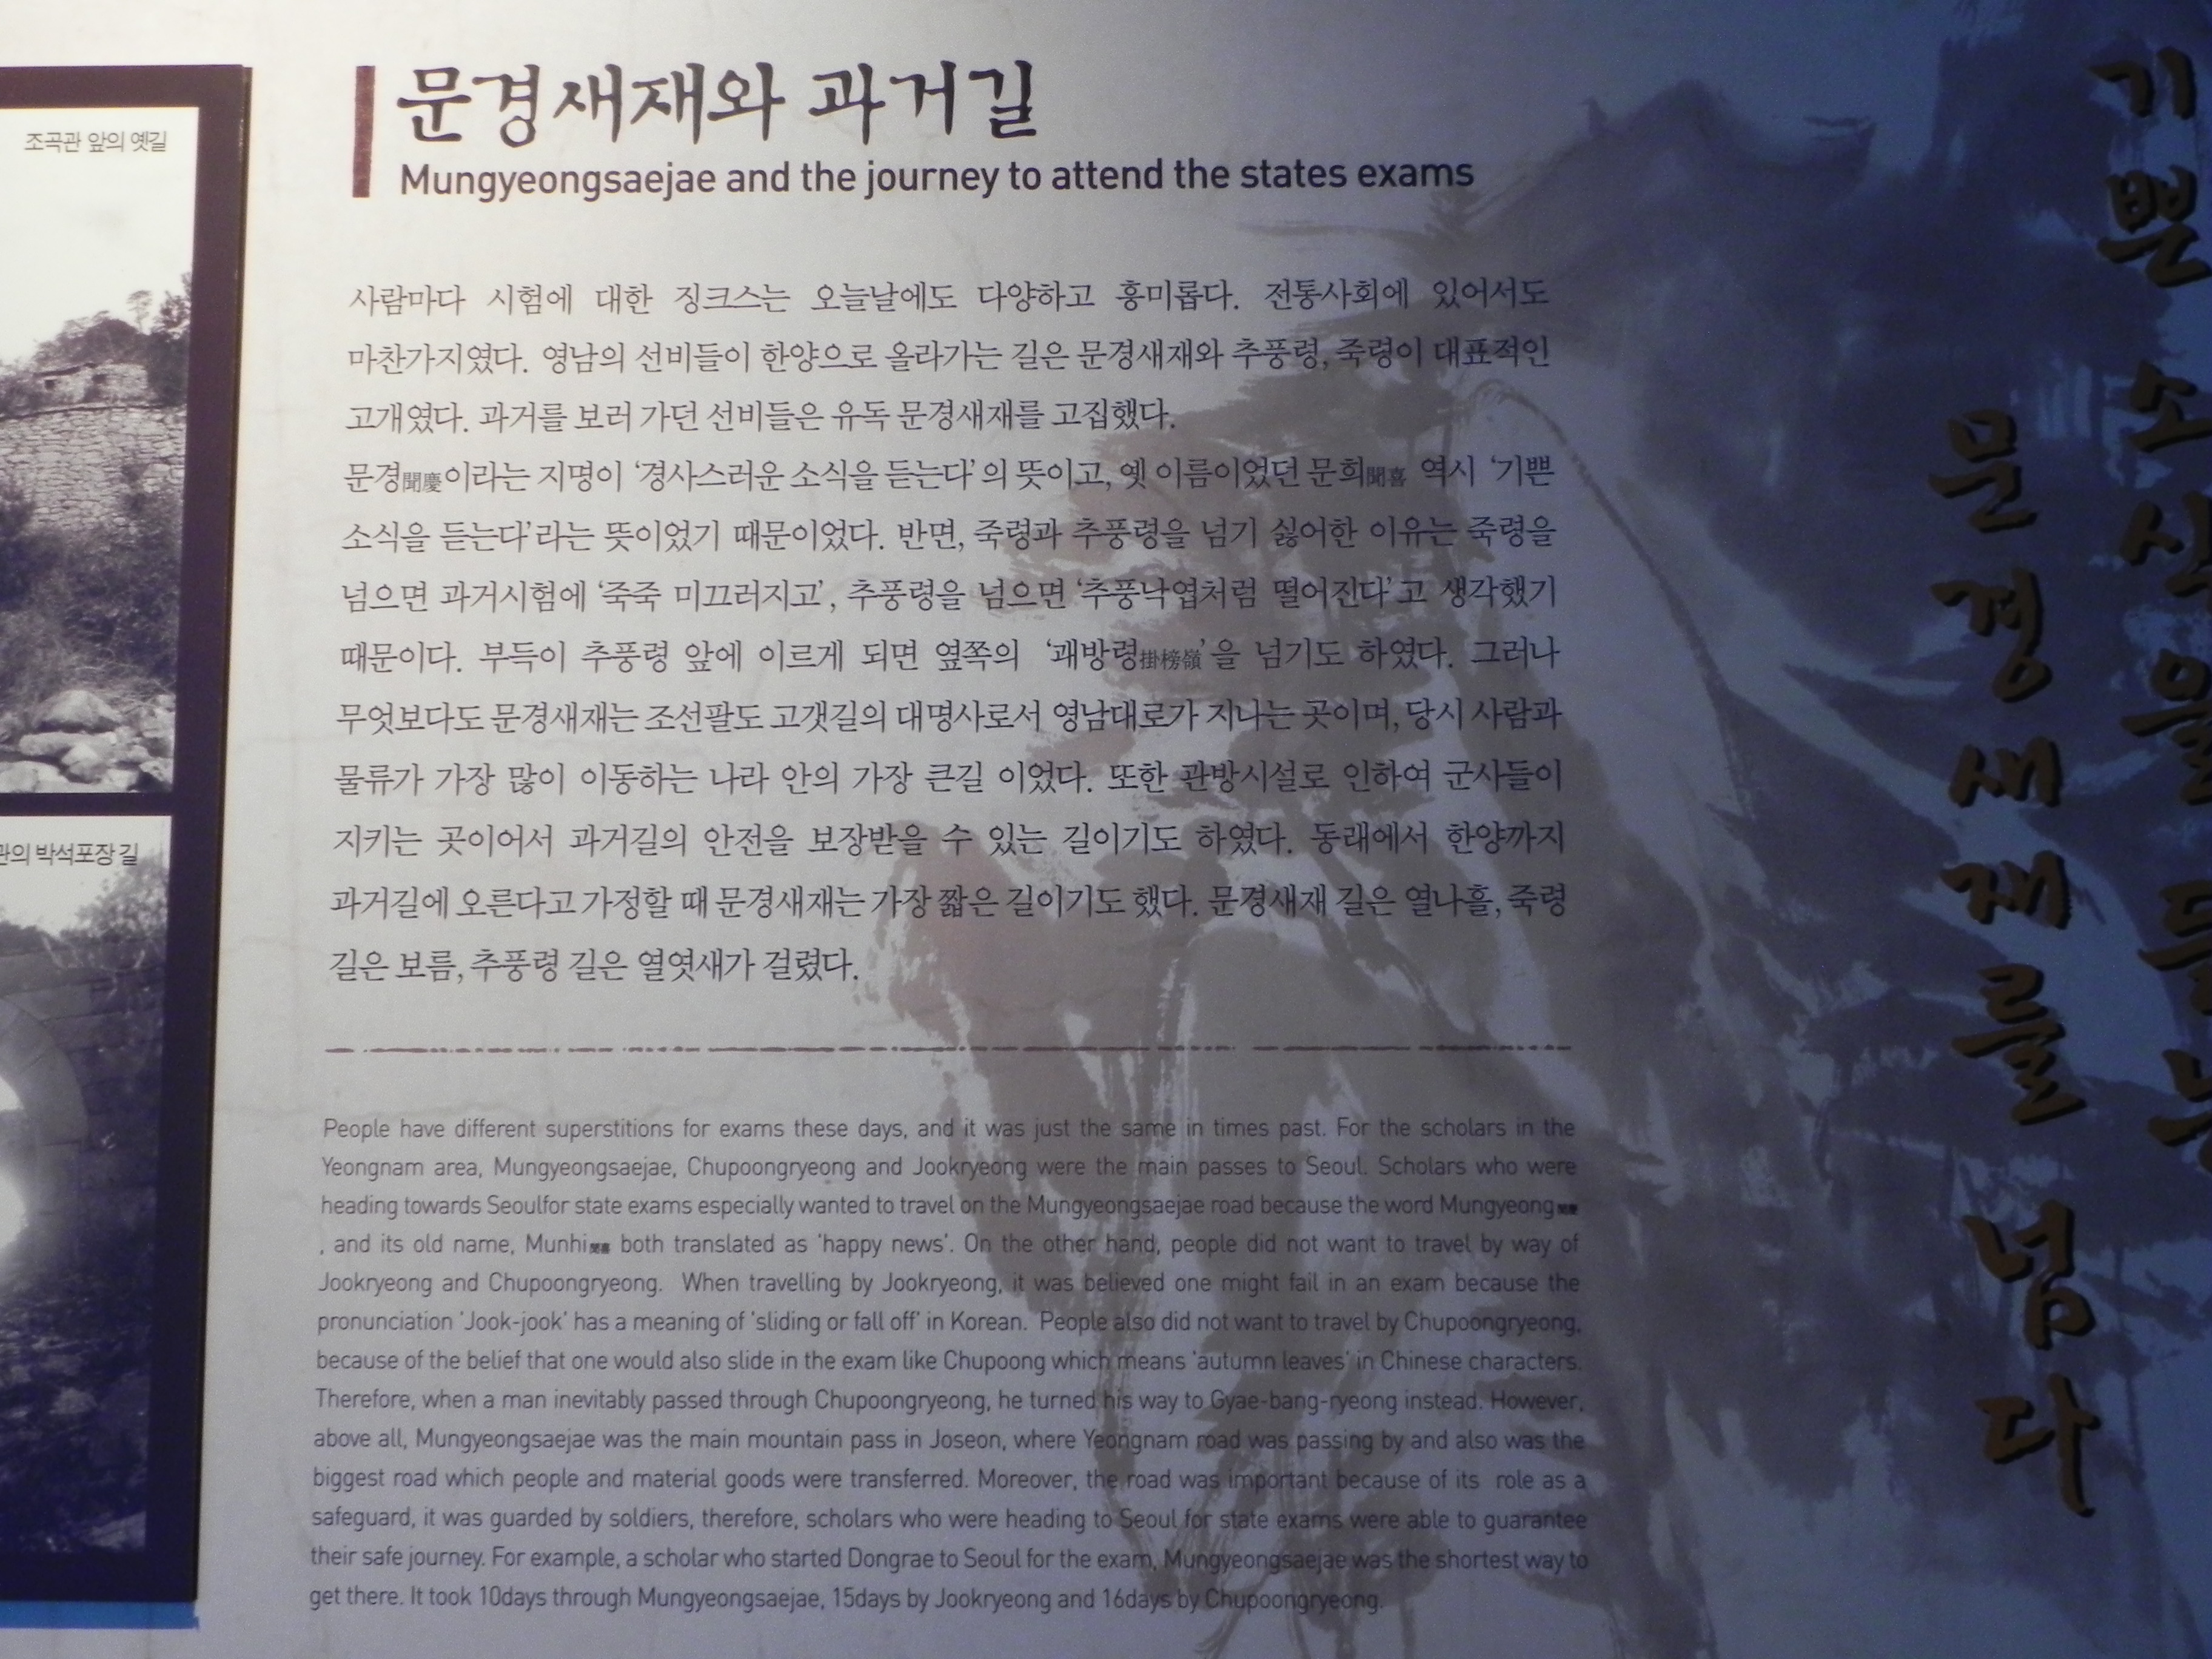 조곡관 앞의 옛길
관의 박석포장 길
문경새재와 과거길
Mungyeongsaejae and the journey to attend the states exams
사람마다 시험에 대한 징크스는 오늘날에도 다양하고 흥미롭다. 전통사회에 있어서도
마찬가지였다. 영남의 선비들이 한양으로 올라가는 길은 문경새재와 추풍령, 죽령이 대표적인
고개였다. 과거를 보러 가던 선비들은 유독 문경새재를 고집했다.
문경聞慶이라는 지명이 ‘경사스러운 소식을 듣는다’의 뜻이고, 옛 이름이었던 문희聞喜 역시 ‘기쁜
소식을 듣는다’라는 뜻이었기 때문이었다. 반면, 죽령과 추풍령을 넘기 싫어한 이유는 죽령을
넘으면 과거시험에 ‘죽죽 미끄러지고’, 추풍령을 넘으면 ‘추풍낙엽처럼 떨어진다’고 생각했기
때문이다. 부득이 추풍령 앞에 이르게 되면 옆쪽의 ‘괘방령掛榜嶺’을 넘기도 하였다. 그러나
무엇보다도 문경새재는 조선팔도 고갯길의 대명사로서 영남대로가 지나는 곳이며, 당시 사람과
물류가 가장 많이 이동하는 나라 안의 가장 큰길 이었다. 또한 관방시설로 인하여 군사들이
지키는 곳이어서 과거길의 안전을 보장받을 수 있는 길이기도 하였다. 동래에서 한양까지
과거길에 오른다고 가정할 때 문경새재는 가장 짧은 길이기도 했다. 문경새재 길은 열나흘, 죽령
길은 보름, 추풍령 길은 열엿새가 걸렸다.
People have different superstitions for exams these days, and it was just the same in times past. For the scholars in the
Yeongnam area, Mungyeongsaejae, Chupoongryeong and Jookryeong were the main passes to Seoul. Scholars who were
heading towards Seoulfor state exams especially wanted to travel on the Mungyeongsaejae road because the word Mungyeong聞慶
, and its old name, Munhi聞喜 both translated as 'happy news'. On the other hand, people did not want to travel by way of
Jookryeong and Chupoongryeong. When travelling by Jookryeong, it was believed one might fail in an exam because the
pronunciation 'Jook-jook' has a meaning of 'sliding or fall off' in Korean. People also did not want to travel by Chupoongryeong,
because of the belief that one would also slide in the exam like Chupoong which means 'autumn leaves' in Chinese characters.
Therefore, when a man inevitably passed through Chupoongryeong, he turned his way to Gyae-bang-ryeong instead. However,
above all, Mungyeongsaejae was the main mountain pass in Joseon, where Yeongnam road was passing by and also was the
biggest road which people and material goods were transferred. Moreover, the road was important because of its role as a
safeguard, it was guarded by soldiers, therefore, scholars who were heading to Seoul for state exams were able to guarantee
their safe journey. For example, a scholar who started Dongrae to Seoul for the exam, Mungyeongsaejae was the shortest way to
get there. It took 10days through Mungyeongsaejae, 15days by Jookryeong and 16days by Chupoongryeong.
기쁜 소식을 듣는
문경새재를 넘다